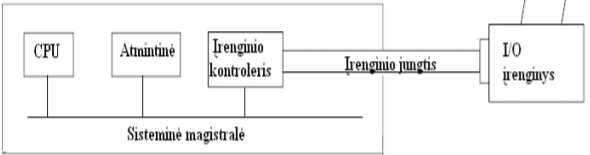 CPU
Atmintinė
Įrenginio
kontroleris
Įrenginio jungtis
I/O
įrenginys
Sisteminė magistralė